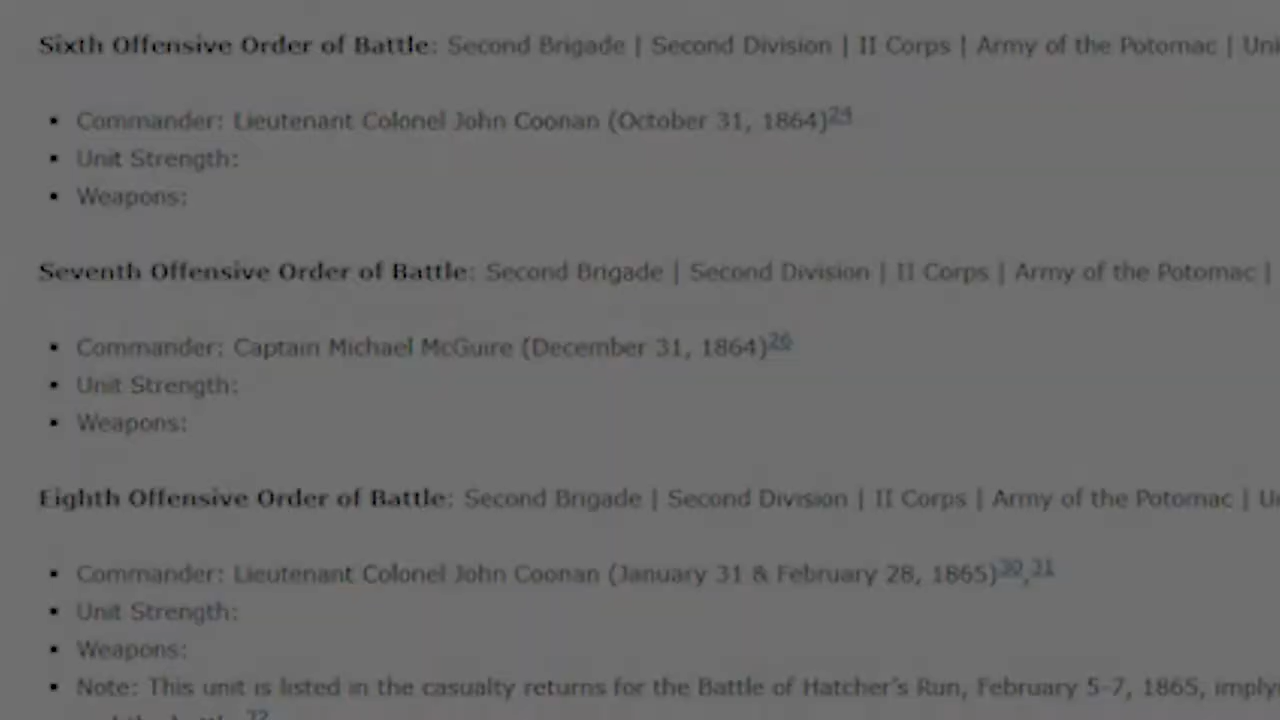 Sixth Offensive Order of Battle: Second Brigade | Second Division | II Corps | Army of the Potomac |
Commander: Lieutenant Colonel John Coonan (October 31, 1864)24
Unit Strength:
Weapons:
Seventh Offensive Order of Battle: Second Brigade | Second Division | II Corps | Army of the Potomac |
Commander: Captain Michael McGuire (December 31, 1864)26
Unit Strength:
Weapons:
Eighth Offensive Order of Battle: Second Brigade | Second Division | II Corps | Army of the Potomac |
Commander: Lieutenant Colonel John Coonan (January 31 & February 28, 1865)30,31
Unit Strength:
Weapons:
Note: This unit is listed in the casualty returns for the Battle of Hatcher's Run, February 5-7, 1865,